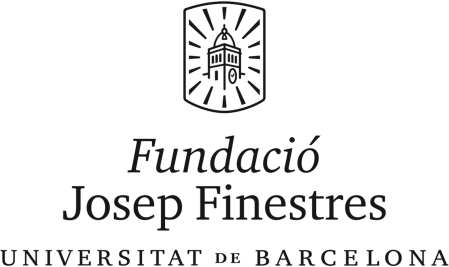 Fundació
Josep Finestres
UNIVERSITAT DE BARCELONA